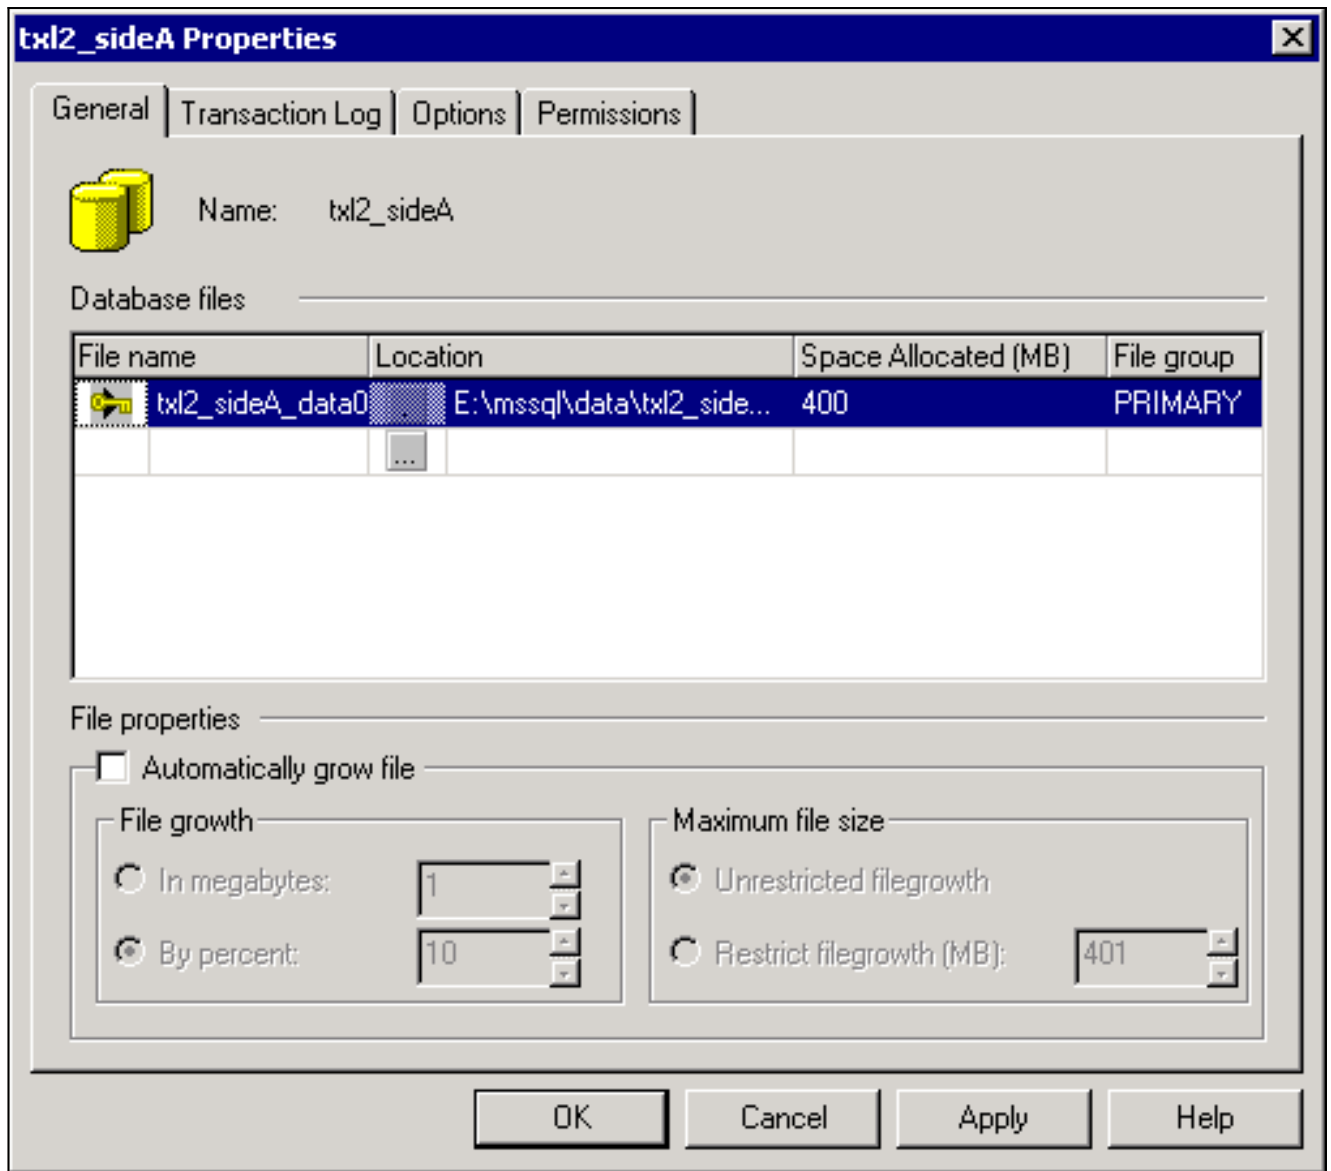 txl2_sideA Properties
General Transaction Log Options Permissions
Name: txl2_sideA
Database files
File name Location Space Allocated (MB) File group
txl2_sideA_data0 . E:\mssql\data\txl2_side... 400 PRIMARY
...
File properties
Automatically grow file
File growth Maximum file size
In megabytes: 1 Unrestricted filegrowth
By percent: 10 Restrict filegrowth (MB): 401
OK Cancel Apply Help